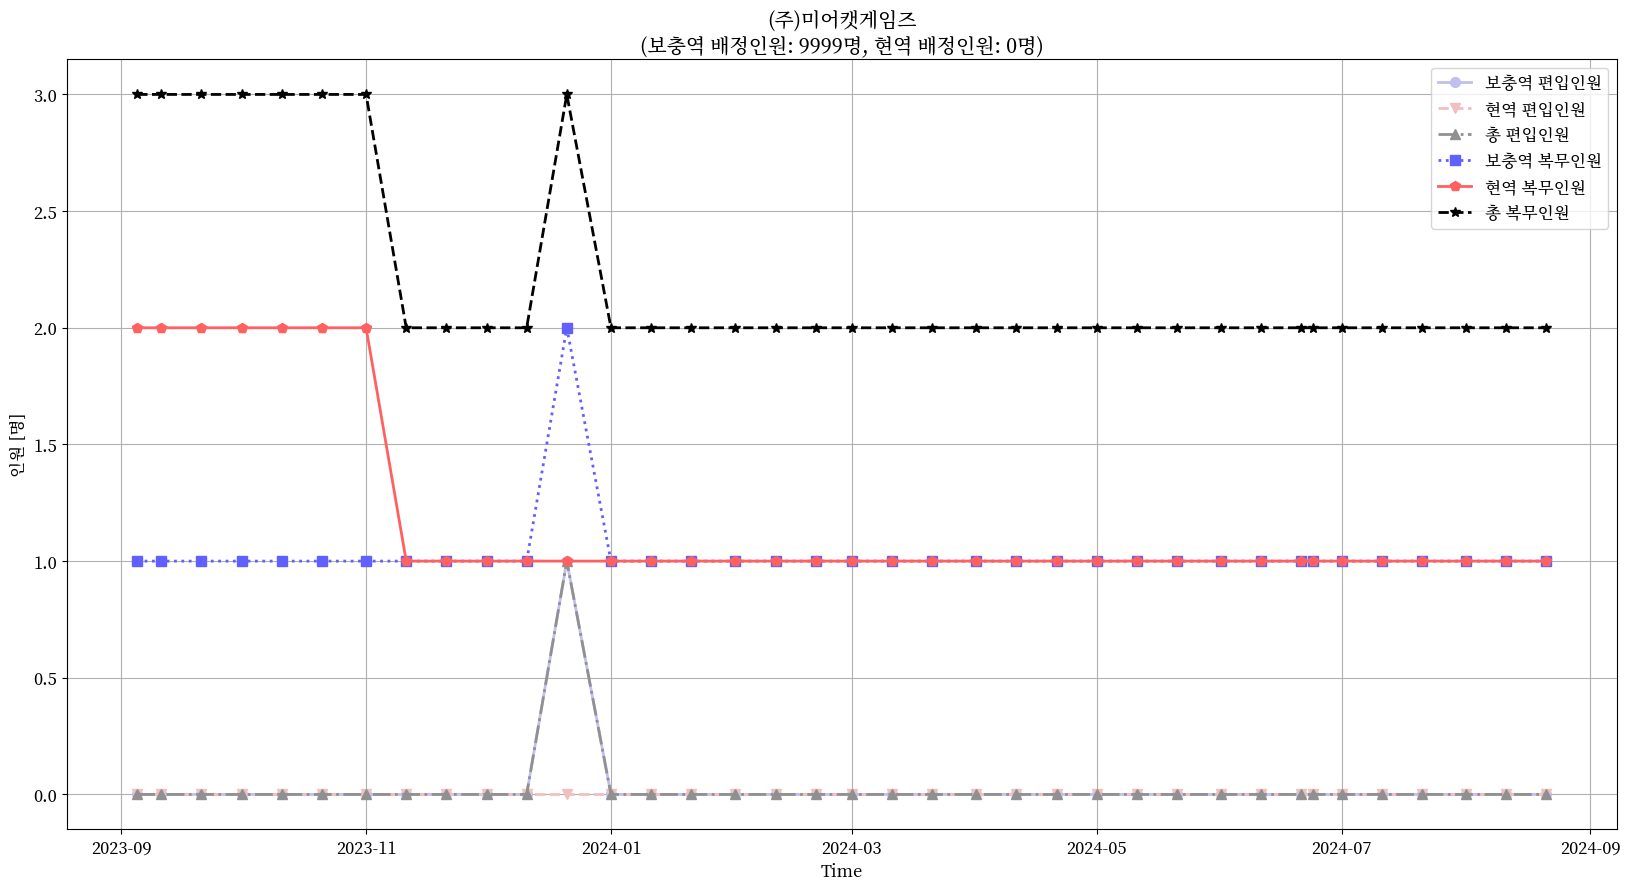 (주)미어캣게임즈
(보충역 배정인원: 9999명, 현역 배정인원: 0명)
보충역 편입인원
현역 편입인원
총 편입인원
보충역 복무인원
현역 복무인원
총 복무인원
인원 [명]
3.0
2.5
2.0
1.5
1.0
0.5
0.0
2023-09
2023-11
2024-01
2024-03
2024-05
2024-07
2024-09
Time